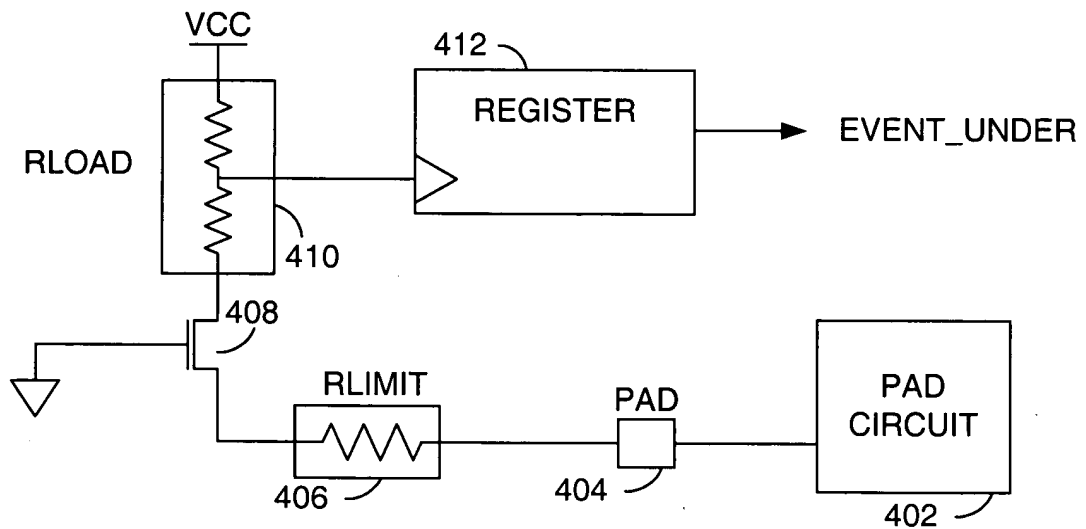 VCC
412
REGISTER
EVENT_UNDER
RLOAD
410
408
RLIMIT
406
PAD
404
PAD
CIRCUIT
402